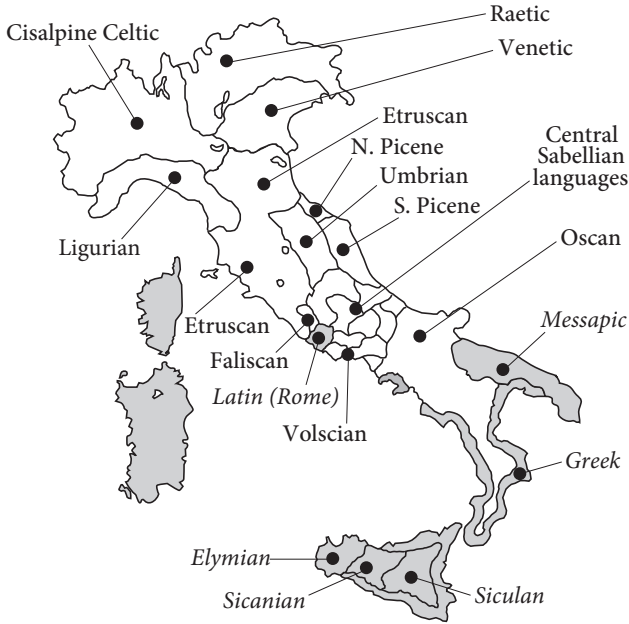 Raetic
Cisalpine Celtic
Venetic
Etruscan
Central
Sabellian
languages
N. Picene
Umbrian
S. Picene
Oscan
Ligurian
Messapic
Etruscan
Faliscan
Latin (Rome)
Volscian
Greek
Elymian
Sicanian
Siculan